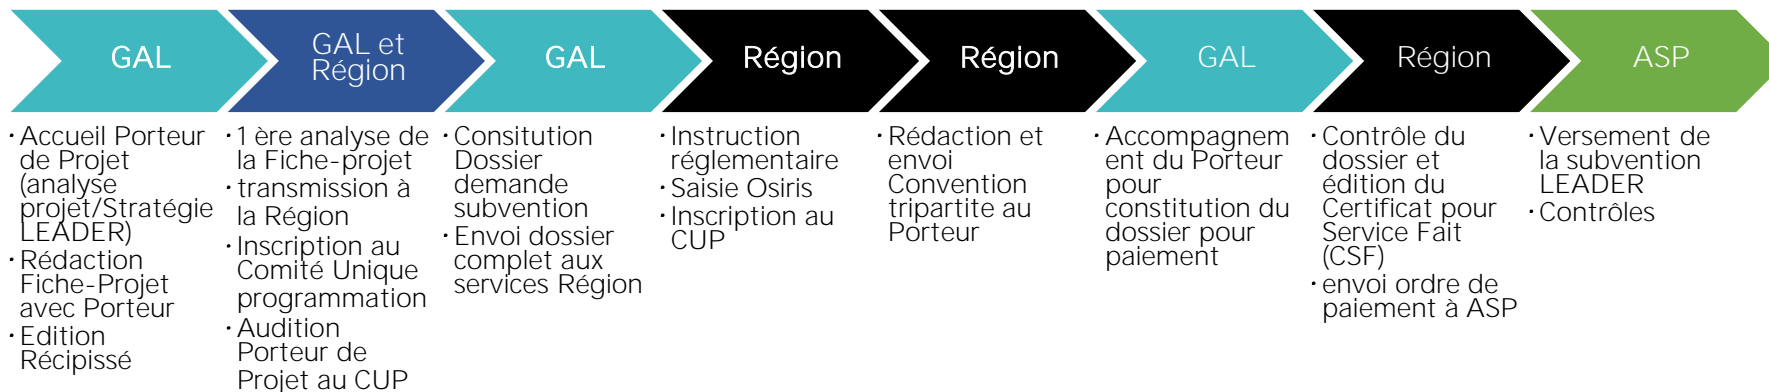 GAL
GAL et
Région
GAL
Région
Région
GAL
Région
ASP
· Accueil Porteur
de Projet
(analyse
projet/Stratégie
LEADER)
· Rédaction
Fiche-Projet
avec Porteur
· Edition
Récipissé
· 1 ère analyse de
la Fiche-projet
· transmission à
la Région
· Inscription au
Comité Unique
programmation
· Audition
Porteur de
Projet au CUP
· Consitution
Dossier
demande
subvention
· Envoi dossier
complet aux
services Région
· Instruction
réglementaire
· Saisie Osiris
· Inscription au
CUP
· Rédaction et
envoi
Convention
tripartite au
Porteur
· Accompagnem
ent du Porteur
pour
constitution du
dossier pour
paiement
· Contrôle du
dossier et
édition du
Certificat pour
Service Fait
(CSF)
· envoi ordre de
paiement à ASP
· Versement de
la subvention
LEADER
· Contrôles